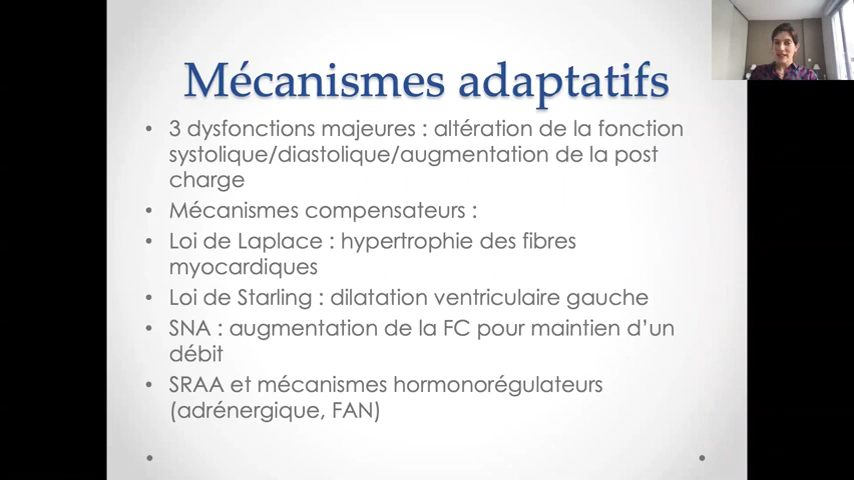 Mécanismes adaptatifs
• 3 dysfonctions majeures : altération de la fonction
systolique/diastolique/augmentation de la post
charge
• Mécanismes compensateurs :
• Loi de Laplace : hypertrophie des fibres
myocardiques
• Loi de Starling : dilatation ventriculaire gauche
• SNA : augmentation de la FC pour maintien d’un
débit
• SRAA et mécanismes hormonorégulateurs
(adrénergique, FAN)